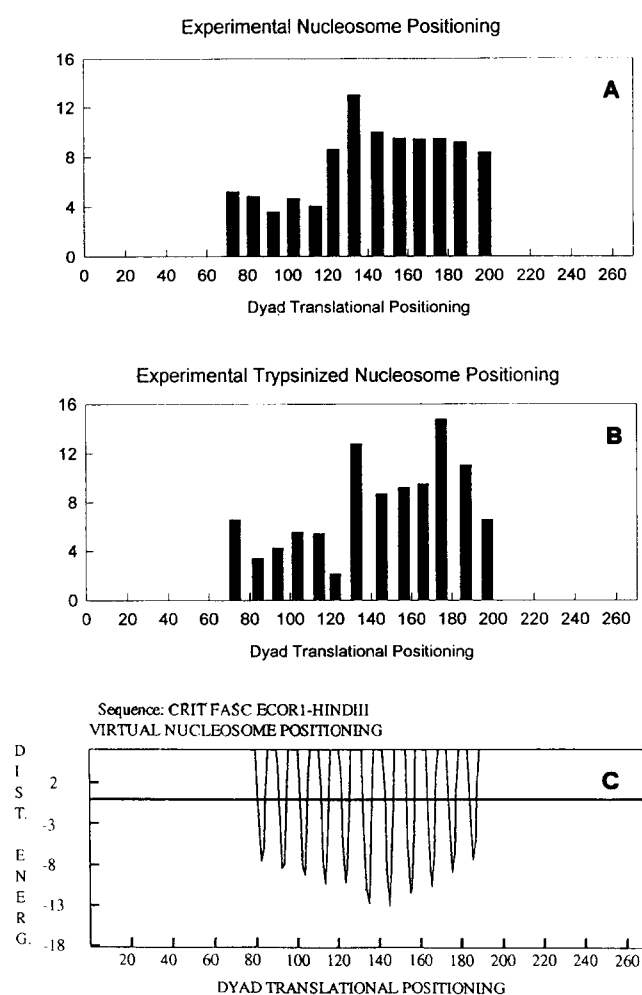 Experimental Nucleosome Positioning
A
16
12
8
4
0
0 20 40 60 80 100 120 140 160 180 200 220 240 260
Dyad Translational Positioning
Experimental Trypsinized Nucleosome Positioning
B
16
12
8
4
0
0 20 40 60 80 100 120 140 160 180 200 220 240 260
Dyad Translational Positioning
Sequence: CRIT FASC ECOR1-HINDIII
VIRTUAL NUCLEOSOME POSITIONING
DIST. ENERG.
C
2
-3
-8
-13
-18
20 40 60 80 100 120 140 160 180 200 220 240 260
DYAD TRANSLATIONAL POSITIONING